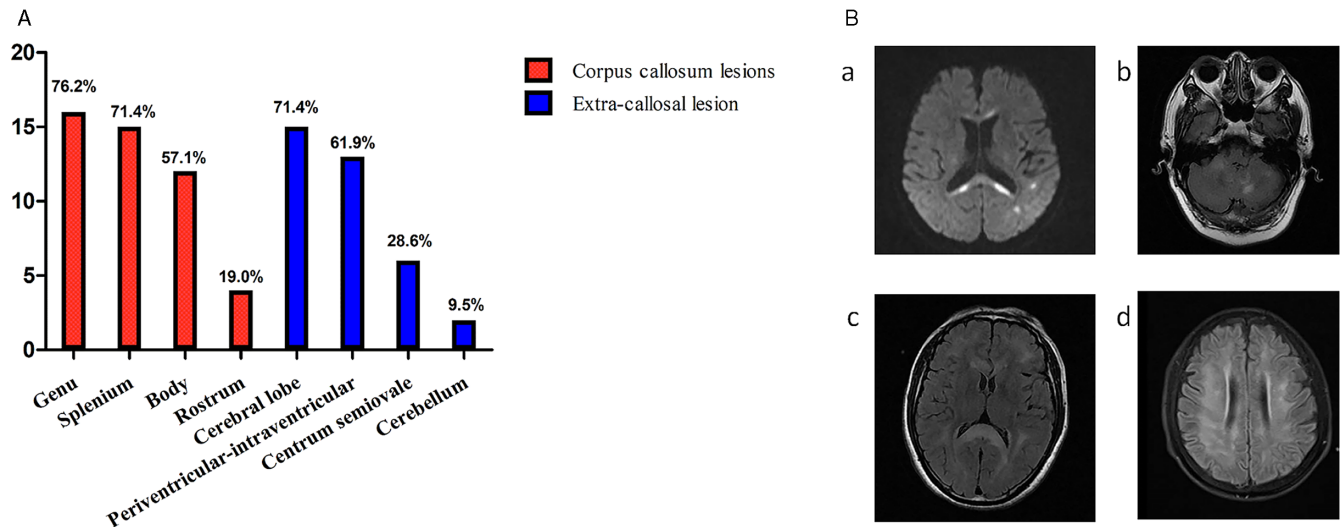 A
20
15
10
5
0
76.2%
71.4%
57.1%
19.0%
71.4%
61.9%
28.6%
9.5%
Genu
Splenium
Body
Rostrum
Cerebral lobe
Periventricular-intraventricular
Centrum semiovale
Cerebellum
Corpus callosum lesions
Extra-callosal lesion
B
a
b
c
d